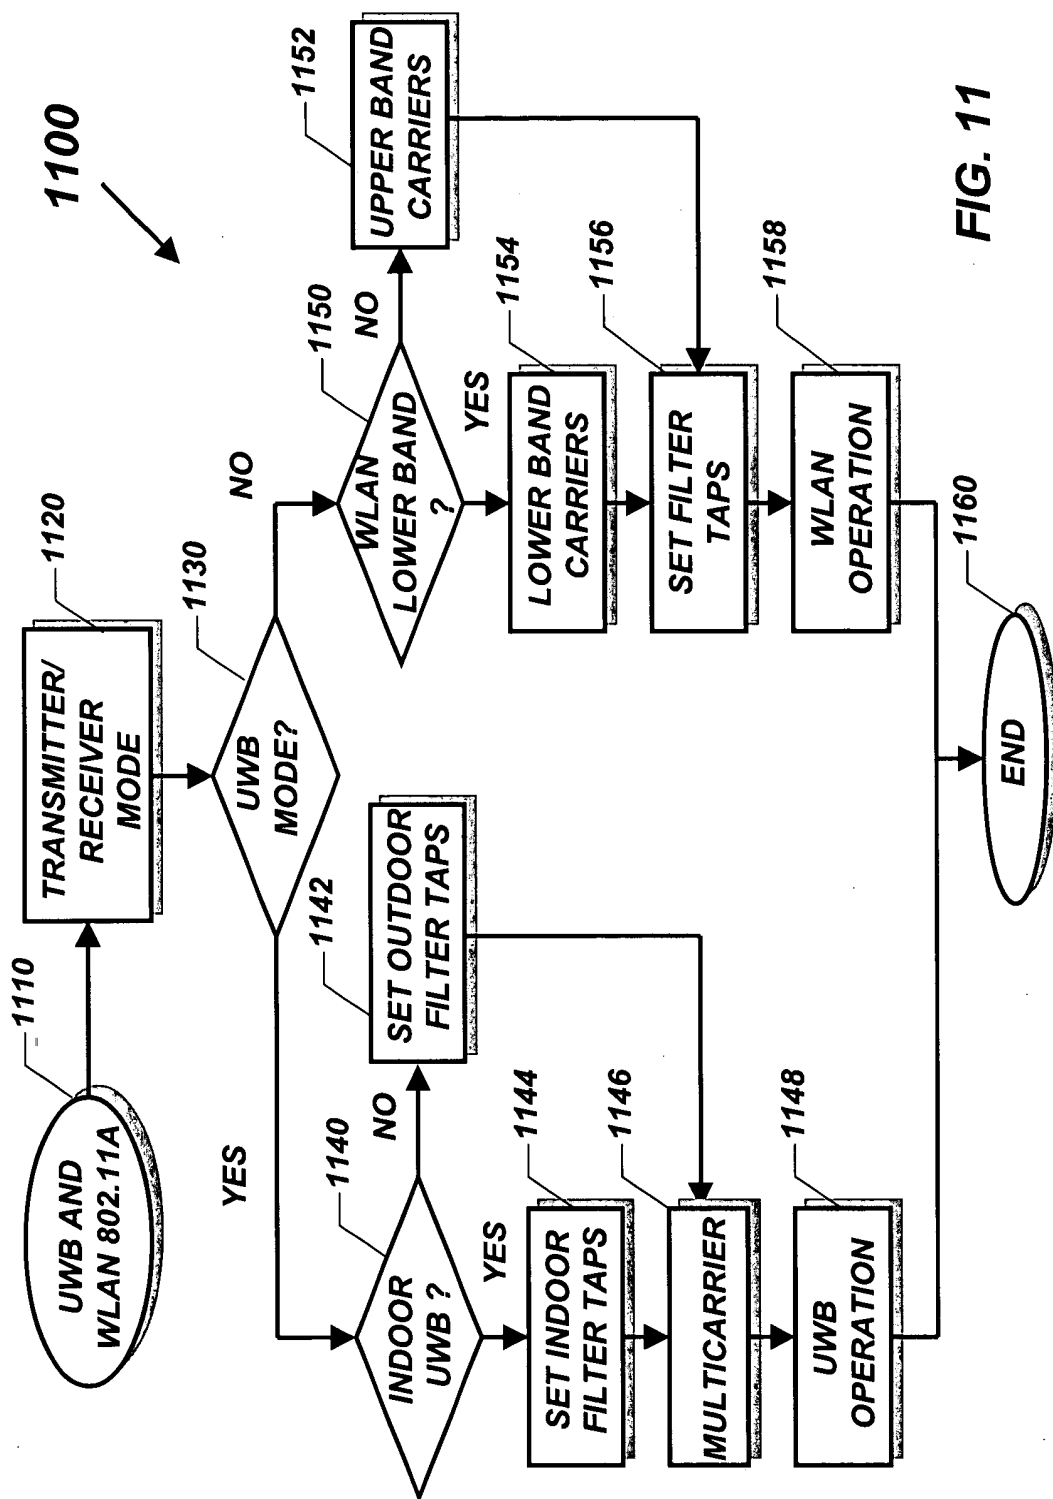 1100
1110
UWB AND
WLAN 802.11A
1120
TRANSMITTER/
RECEIVER
MODE
1130
UWB
MODE?
YES
NO
1140
INDOOR
UWB ?
NO
1142
SET OUTDOOR
FILTER TAPS
YES
1144
SET INDOOR
FILTER TAPS
1146
MULTICARRIER
1148
UWB
OPERATION
1150
WLAN
LOWER BAND
?
NO
1152
UPPER BAND
CARRIERS
YES
1154
LOWER BAND
CARRIERS
1156
SET FILTER
TAPS
1158
WLAN
OPERATION
1160
END
FIG. 11